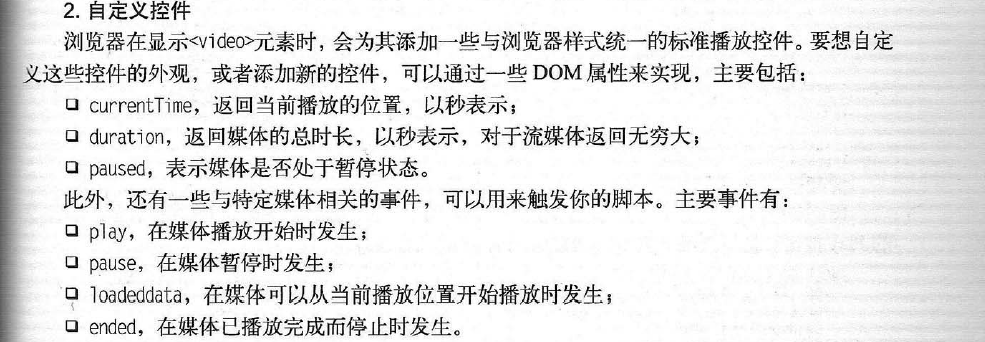 2. 自定义控件
浏览器在显示<video>元素时，会为其添加一些与浏览器样式统一的标准播放控件。要想自定
义这些控件的外观，或者添加新的控件，可以通过一些 DOM 属性来实现，主要包括：
❑ currentTime，返回当前播放的位置，以秒表示；
❑ duration，返回媒体的总时长，以秒表示，对于流媒体返回无穷大；
❑ paused，表示媒体是否处于暂停状态。
此外，还有一些与特定媒体相关的事件，可以用来触发你的脚本。主要事件有：
❑ play，在媒体播放开始时发生；
❑ pause，在媒体暂停时发生；
❑ loadeddata，在媒体可以从当前播放位置开始播放时发生；
❑ ended，在媒体已播放完成而停止时发生。